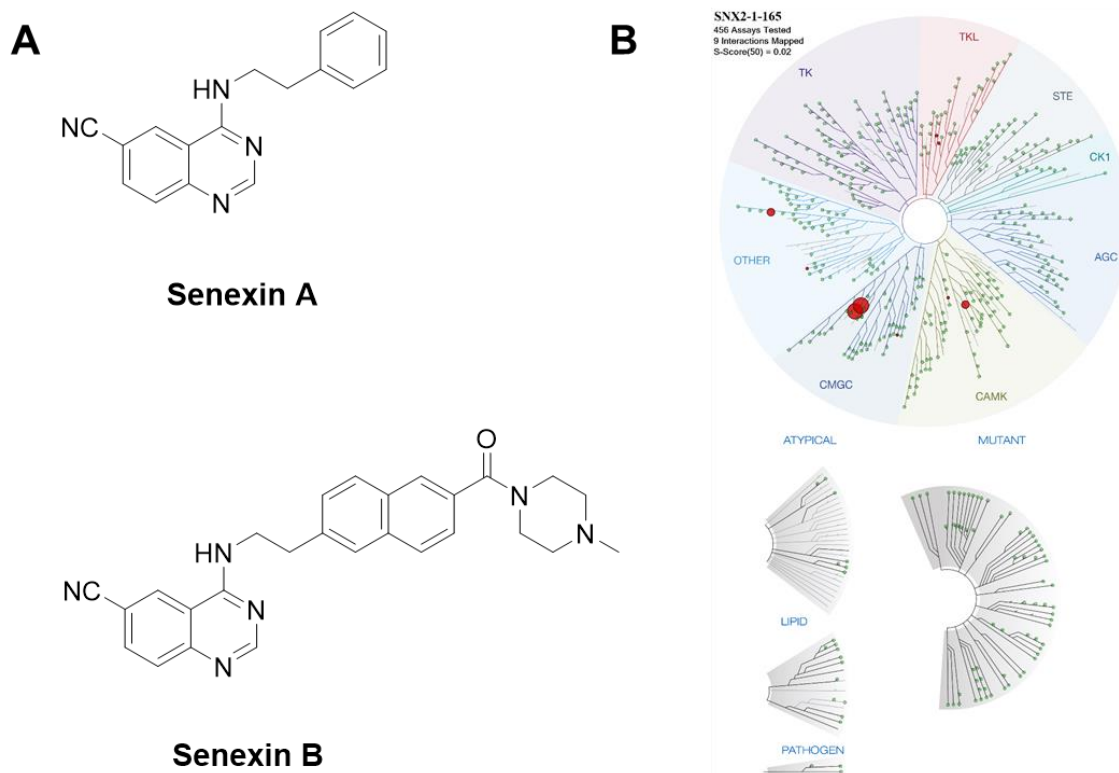 A
HN
NC
N
N
Senexin A
O
N
N
HN
NC
N
N
Senexin B
B
SNX2-1-165
456 Assays Tested
9 Interactions Mapped
S-Score(50) = 0.02
TKL
TK
STE
CK1
OTHER
AGC
CMGC
CAMK
ATYPICAL
MUTANT
LIPID
PATHOGEN